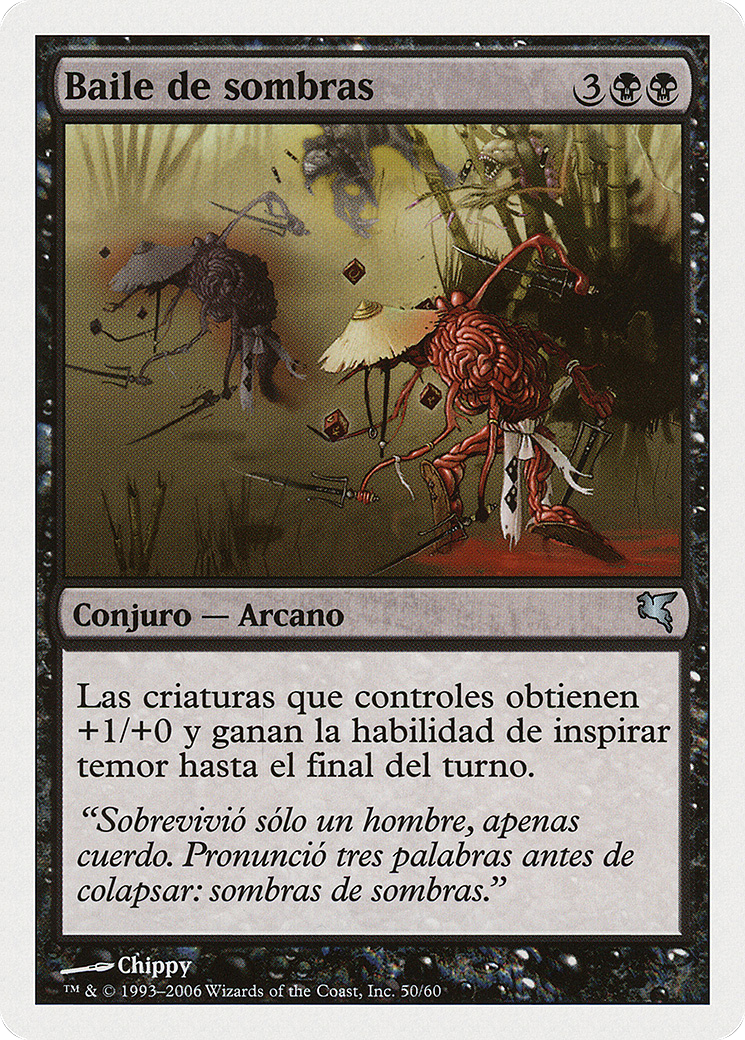 Baile de sombras 3
Conjuro — Arcano
Las criaturas que controles obtienen
+1/+0 y ganan la habilidad de inspirar
temor hasta el final del turno.
“Sobrevivió sólo un hombre, apenas
cuerdo. Pronunció tres palabras antes de
colapsar: sombras de sombras.”
Chippy
™ & © 1993–2006 Wizards of the Coast, Inc. 50/60